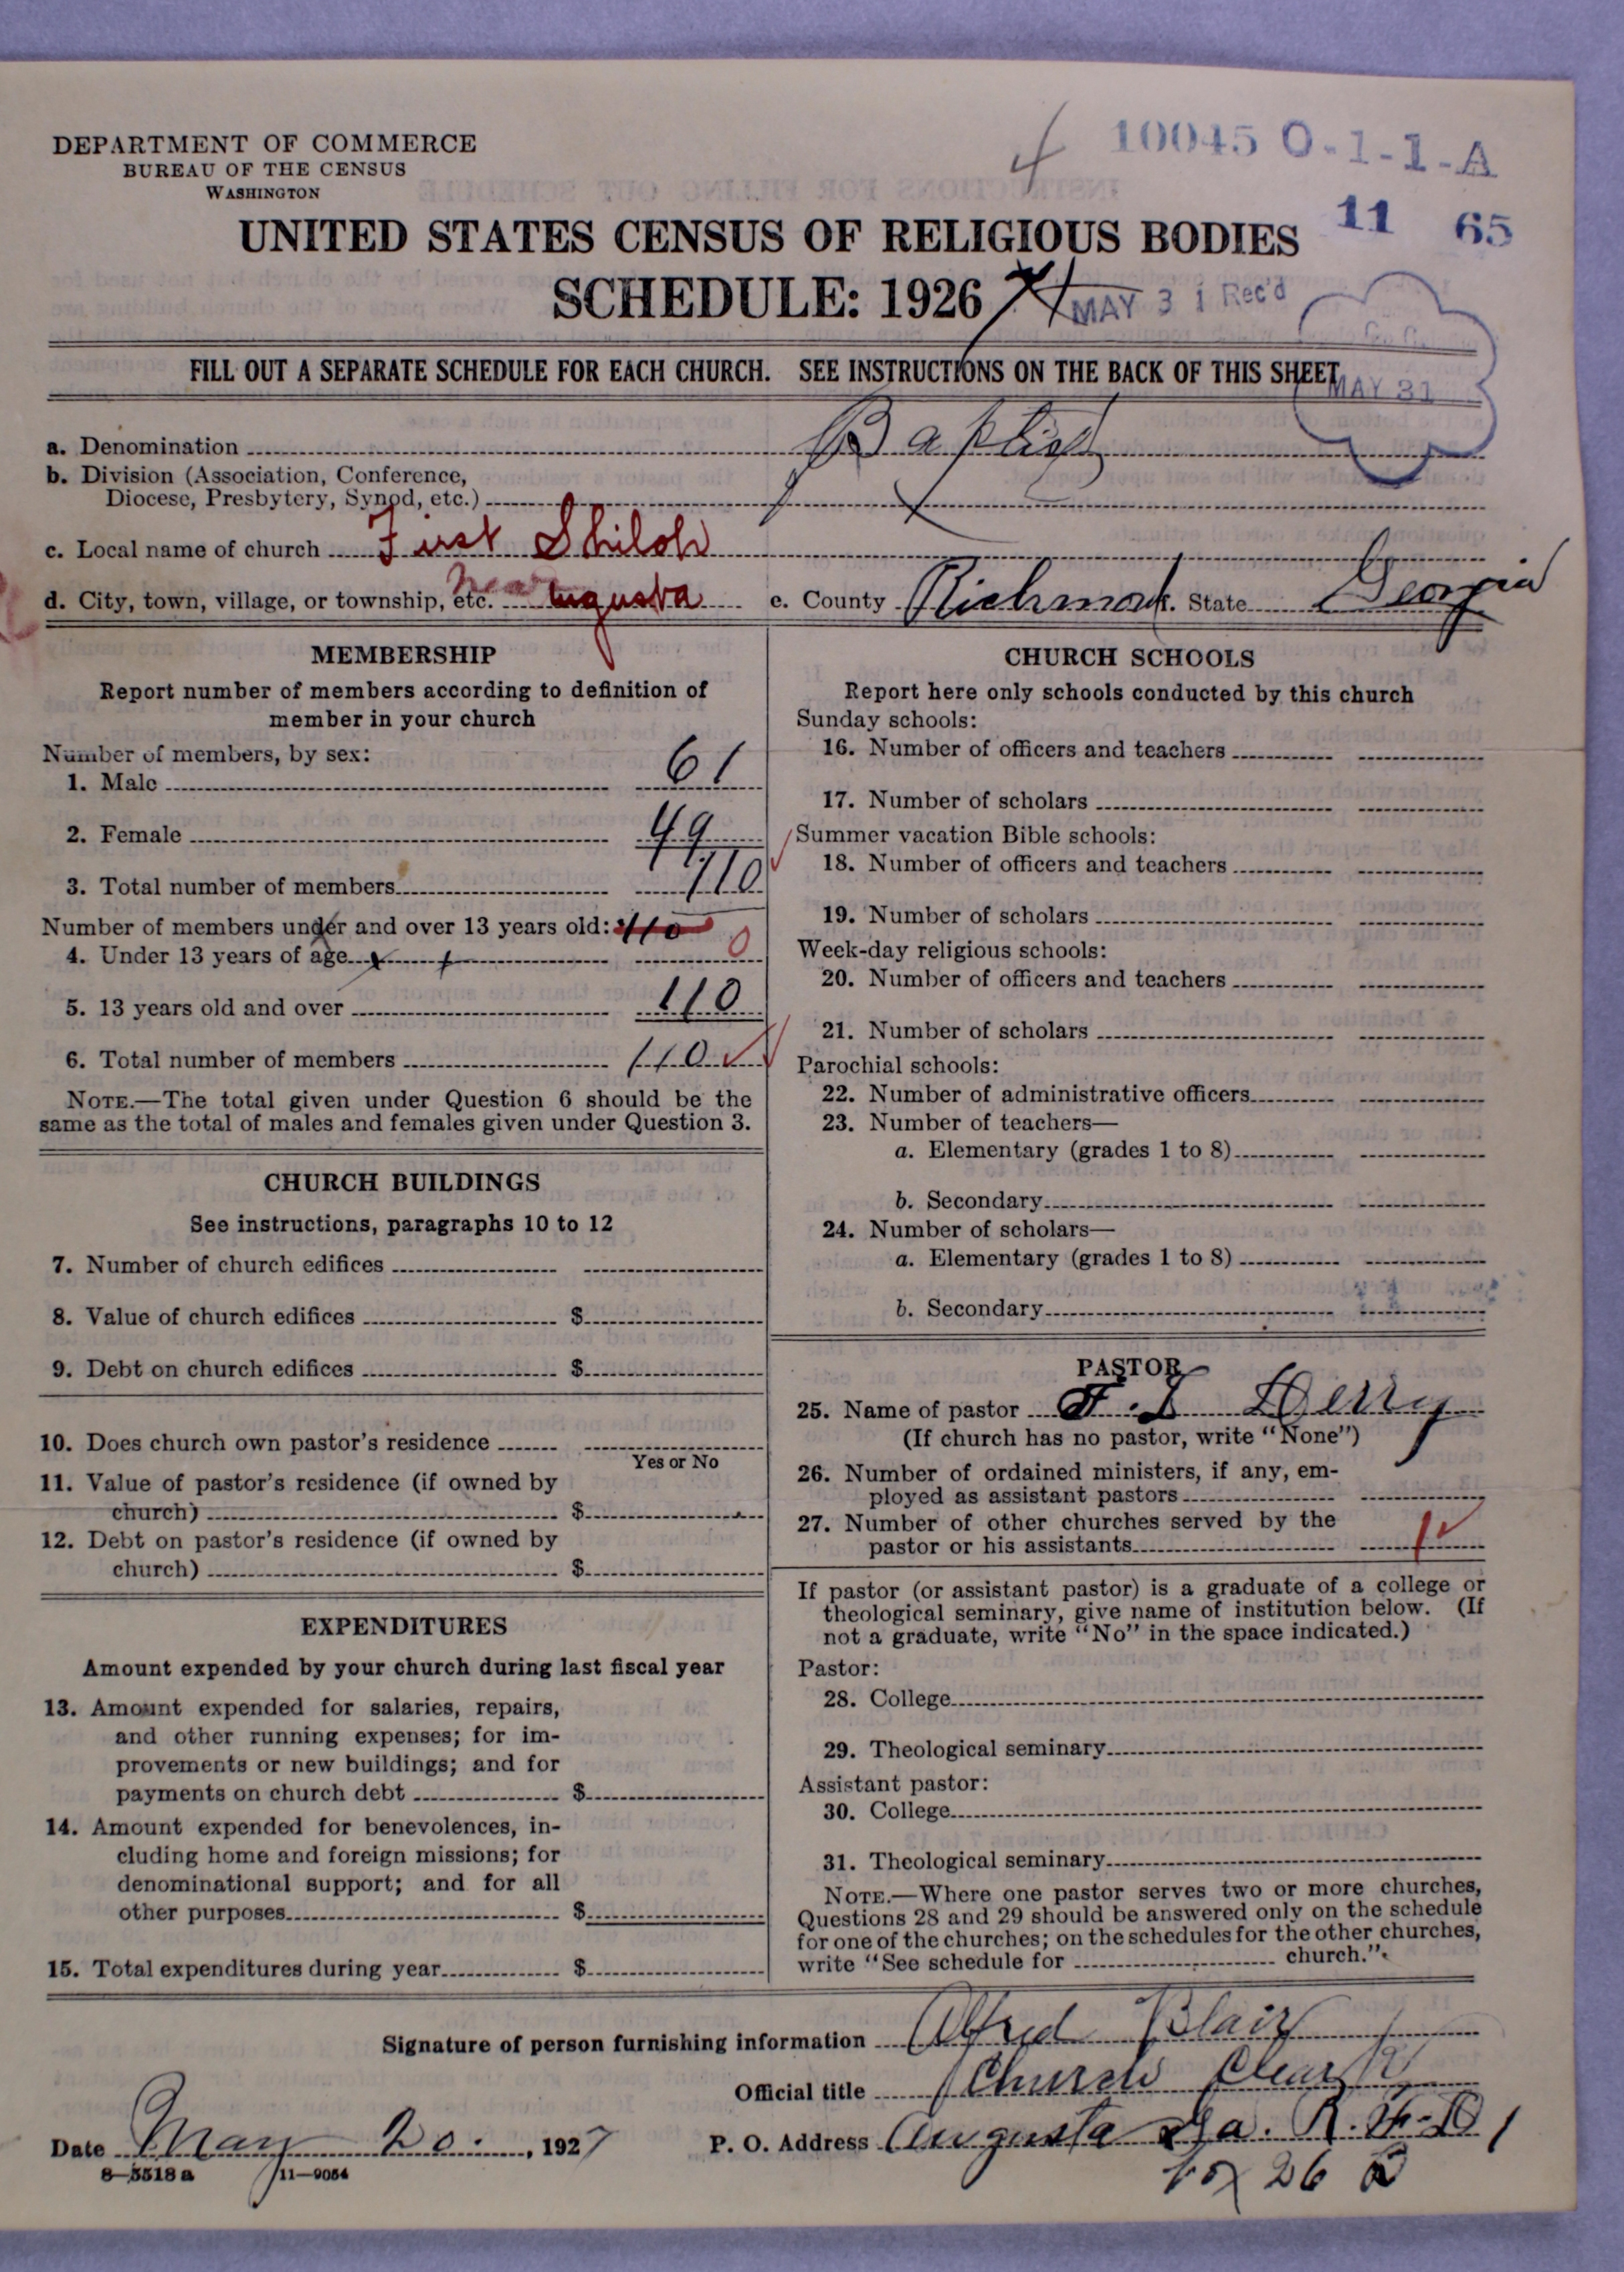 DEPARTMENT OF COMMERCE
BUREAU OF THE CENSUS
WASHINGTON
4 10045 0-1-1-A
UNITED STATES CENSUS OF RELIGIOUS BODIES 11 65
SCHEDULE: 1926 MAY 31 Rec'd
FILL OUT A SEPARATE SCHEDULE FOR EACH CHURCH. SEE INSTRUCTIONS ON THE BACK OF THIS SHEET
MAY 31
a. Denomination Baptist
b. Division (Association, Conference,
Diocese, Presbytery, Synod, etc.)
c. Local name of church First Shiloh
d. City, town, village, or township, etc. near Augusta e. County Richmond f. State Georgia
MEMBERSHIP
Report number of members according to definition of
member in your church
Number of members, by sex:
1. Male 61
2. Female 49
3. Total number of members 110
Number of members under and over 13 years old: 110
4. Under 13 years of age 0
5. 13 years old and over 110
6. Total number of members 110
NOTE.—The total given under Question 6 should be the
same as the total of males and females given under Question 3.
CHURCH BUILDINGS
See instructions, paragraphs 10 to 12
7. Number of church edifices
8. Value of church edifices $
9. Debt on church edifices $
10. Does church own pastor's residence
Yes or No
11. Value of pastor's residence (if owned by
church) $
12. Debt on pastor's residence (if owned by
church) $
EXPENDITURES
Amount expended by your church during last fiscal year
13. Amount expended for salaries, repairs,
and other running expenses; for im-
provements or new buildings; and for
payments on church debt $
14. Amount expended for benevolences, in-
cluding home and foreign missions; for
denominational support; and for all
other purposes $
15. Total expenditures during year $
CHURCH SCHOOLS
Report here only schools conducted by this church
Sunday schools:
16. Number of officers and teachers
17. Number of scholars
Summer vacation Bible schools:
18. Number of officers and teachers
19. Number of scholars
Week-day religious schools:
20. Number of officers and teachers
21. Number of scholars
Parochial schools:
22. Number of administrative officers
23. Number of teachers—
a. Elementary (grades 1 to 8)
b. Secondary
24. Number of scholars—
a. Elementary (grades 1 to 8)
b. Secondary
PASTOR
25. Name of pastor F. L Derry
(If church has no pastor, write "None")
26. Number of ordained ministers, if any, em-
ployed as assistant pastors
27. Number of other churches served by the
pastor or his assistants 1
If pastor (or assistant pastor) is a graduate of a college or
theological seminary, give name of institution below. (If
not a graduate, write "No" in the space indicated.)
Pastor:
28. College
29. Theological seminary
Assistant pastor:
30. College
31. Theological seminary
NOTE.—Where one pastor serves two or more churches,
Questions 28 and 29 should be answered only on the schedule
for one of the churches; on the schedules for the other churches,
write "See schedule for church."
Signature of person furnishing information Alfred Blair
Official title Church Cleark
Date May 20. , 1927 P. O. Address Augusta Ga. R. F-D 1
8—5518 a 11—9054 Box 26 B